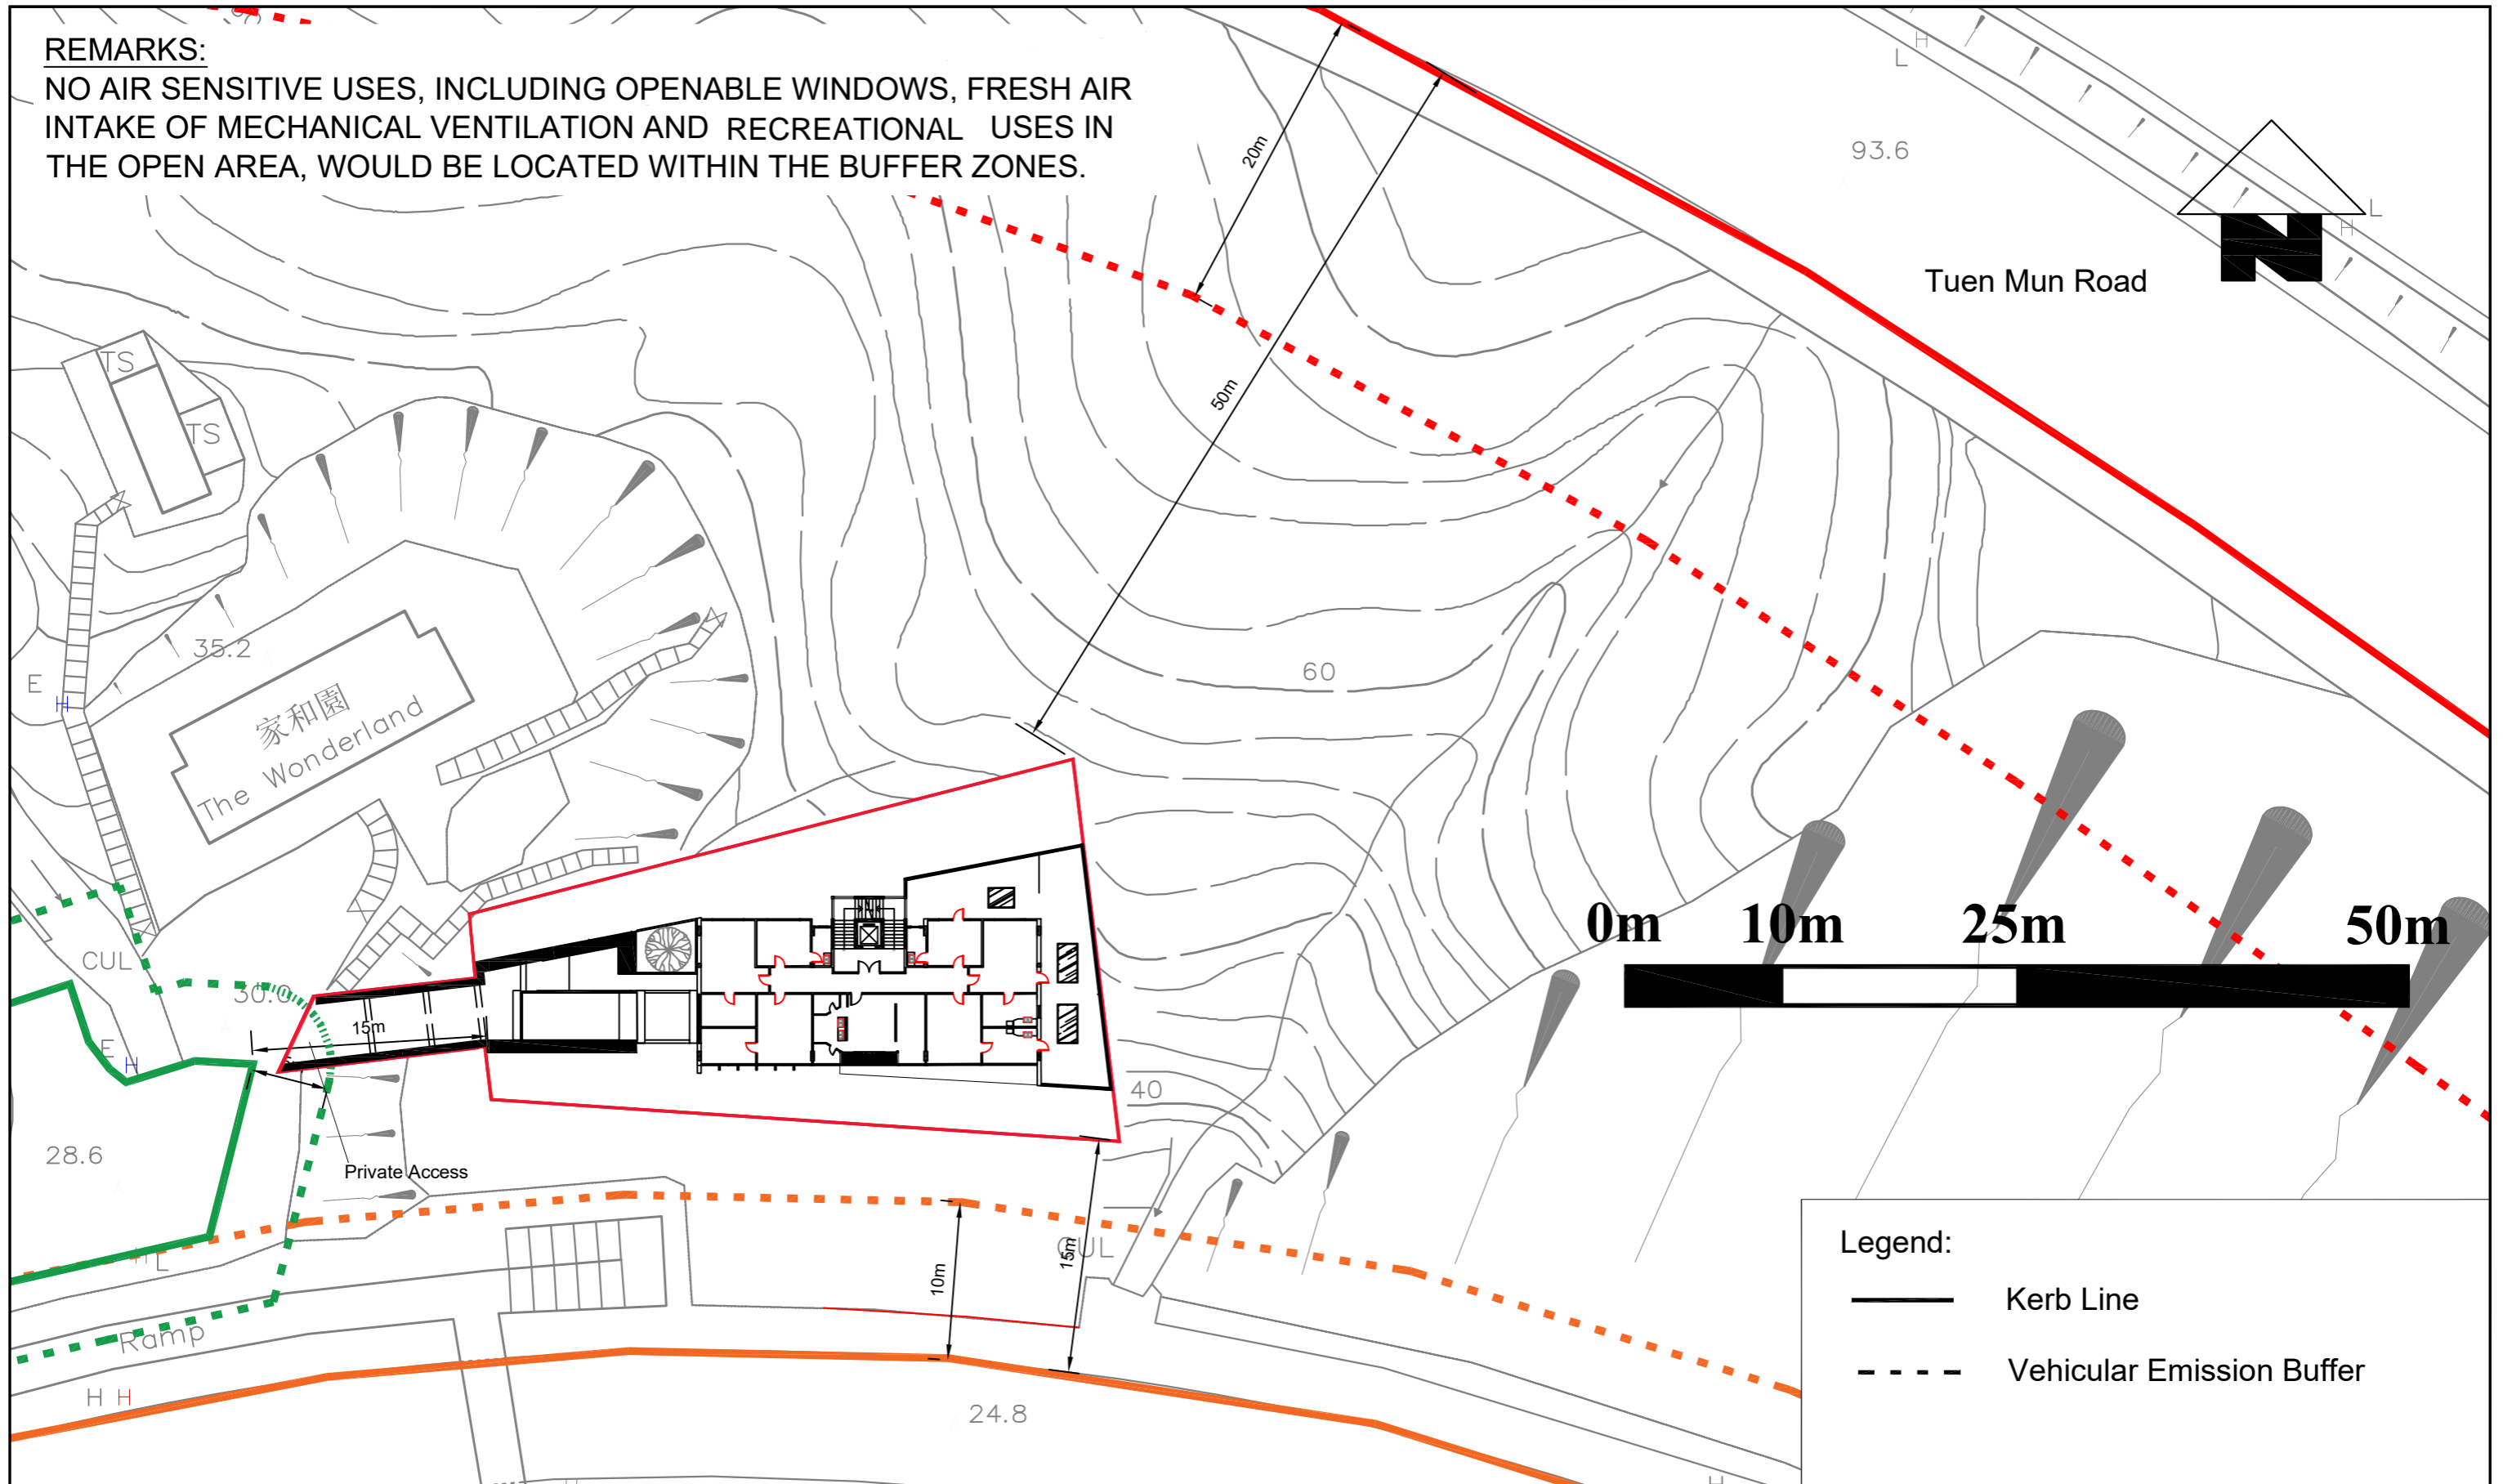 REMARKS:
NO AIR SENSITIVE USES, INCLUDING OPENABLE WINDOWS, FRESH AIR
INTAKE OF MECHANICAL VENTILATION AND RECREATIONAL USES IN
THE OPEN AREA, WOULD BE LOCATED WITHIN THE BUFFER ZONES.
H
L
93.6
20m
L
H
Tuen Mun Road
TS
50m
TS
35.2
60
E
H
家和園
The Wonderland
0m 10m 25m 50m
CUL
30.0
15m
E
H
40
28.6
Private Access
Legend:
CUL
15m
L
10m
Kerb Line
Ramp
Vehicular Emission Buffer
H H
24.8
H